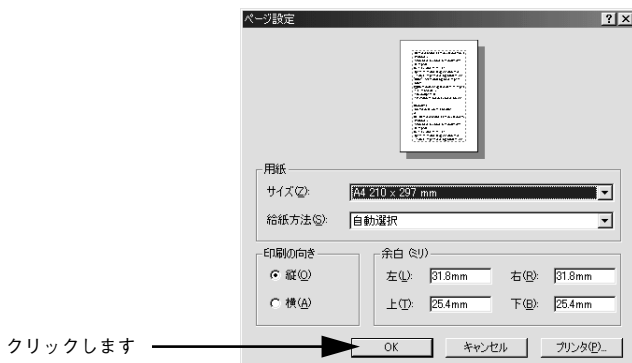 ページ設定
用紙
サイズ(Z):
A4 210 x 297 mm
給紙方法(S):
自動選択
印刷の向き
縦(O)
横(A)
余白 (ミリ)
左(L): 31.8mm 右(R): 31.8mm
上(T): 25.4mm 下(B): 25.4mm
クリックします
OK キャンセル プリンタ(P)...